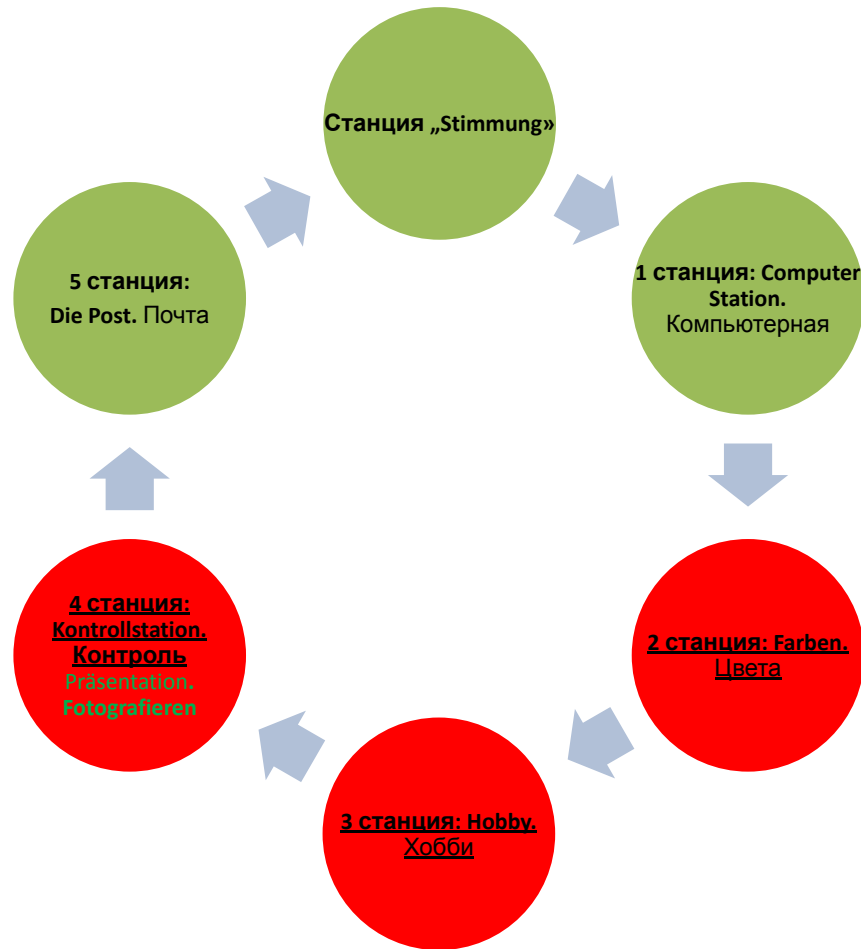 Станция „Stimmung»
1 станция: Computer
Station.
Компьютерная
2 станция: Farben.
Цвета
3 станция: Hobby.
Хобби
4 станция:
Kontrollstation.
Контроль
Präsentation.
Fotografieren
5 станция:
Die Post. Почта